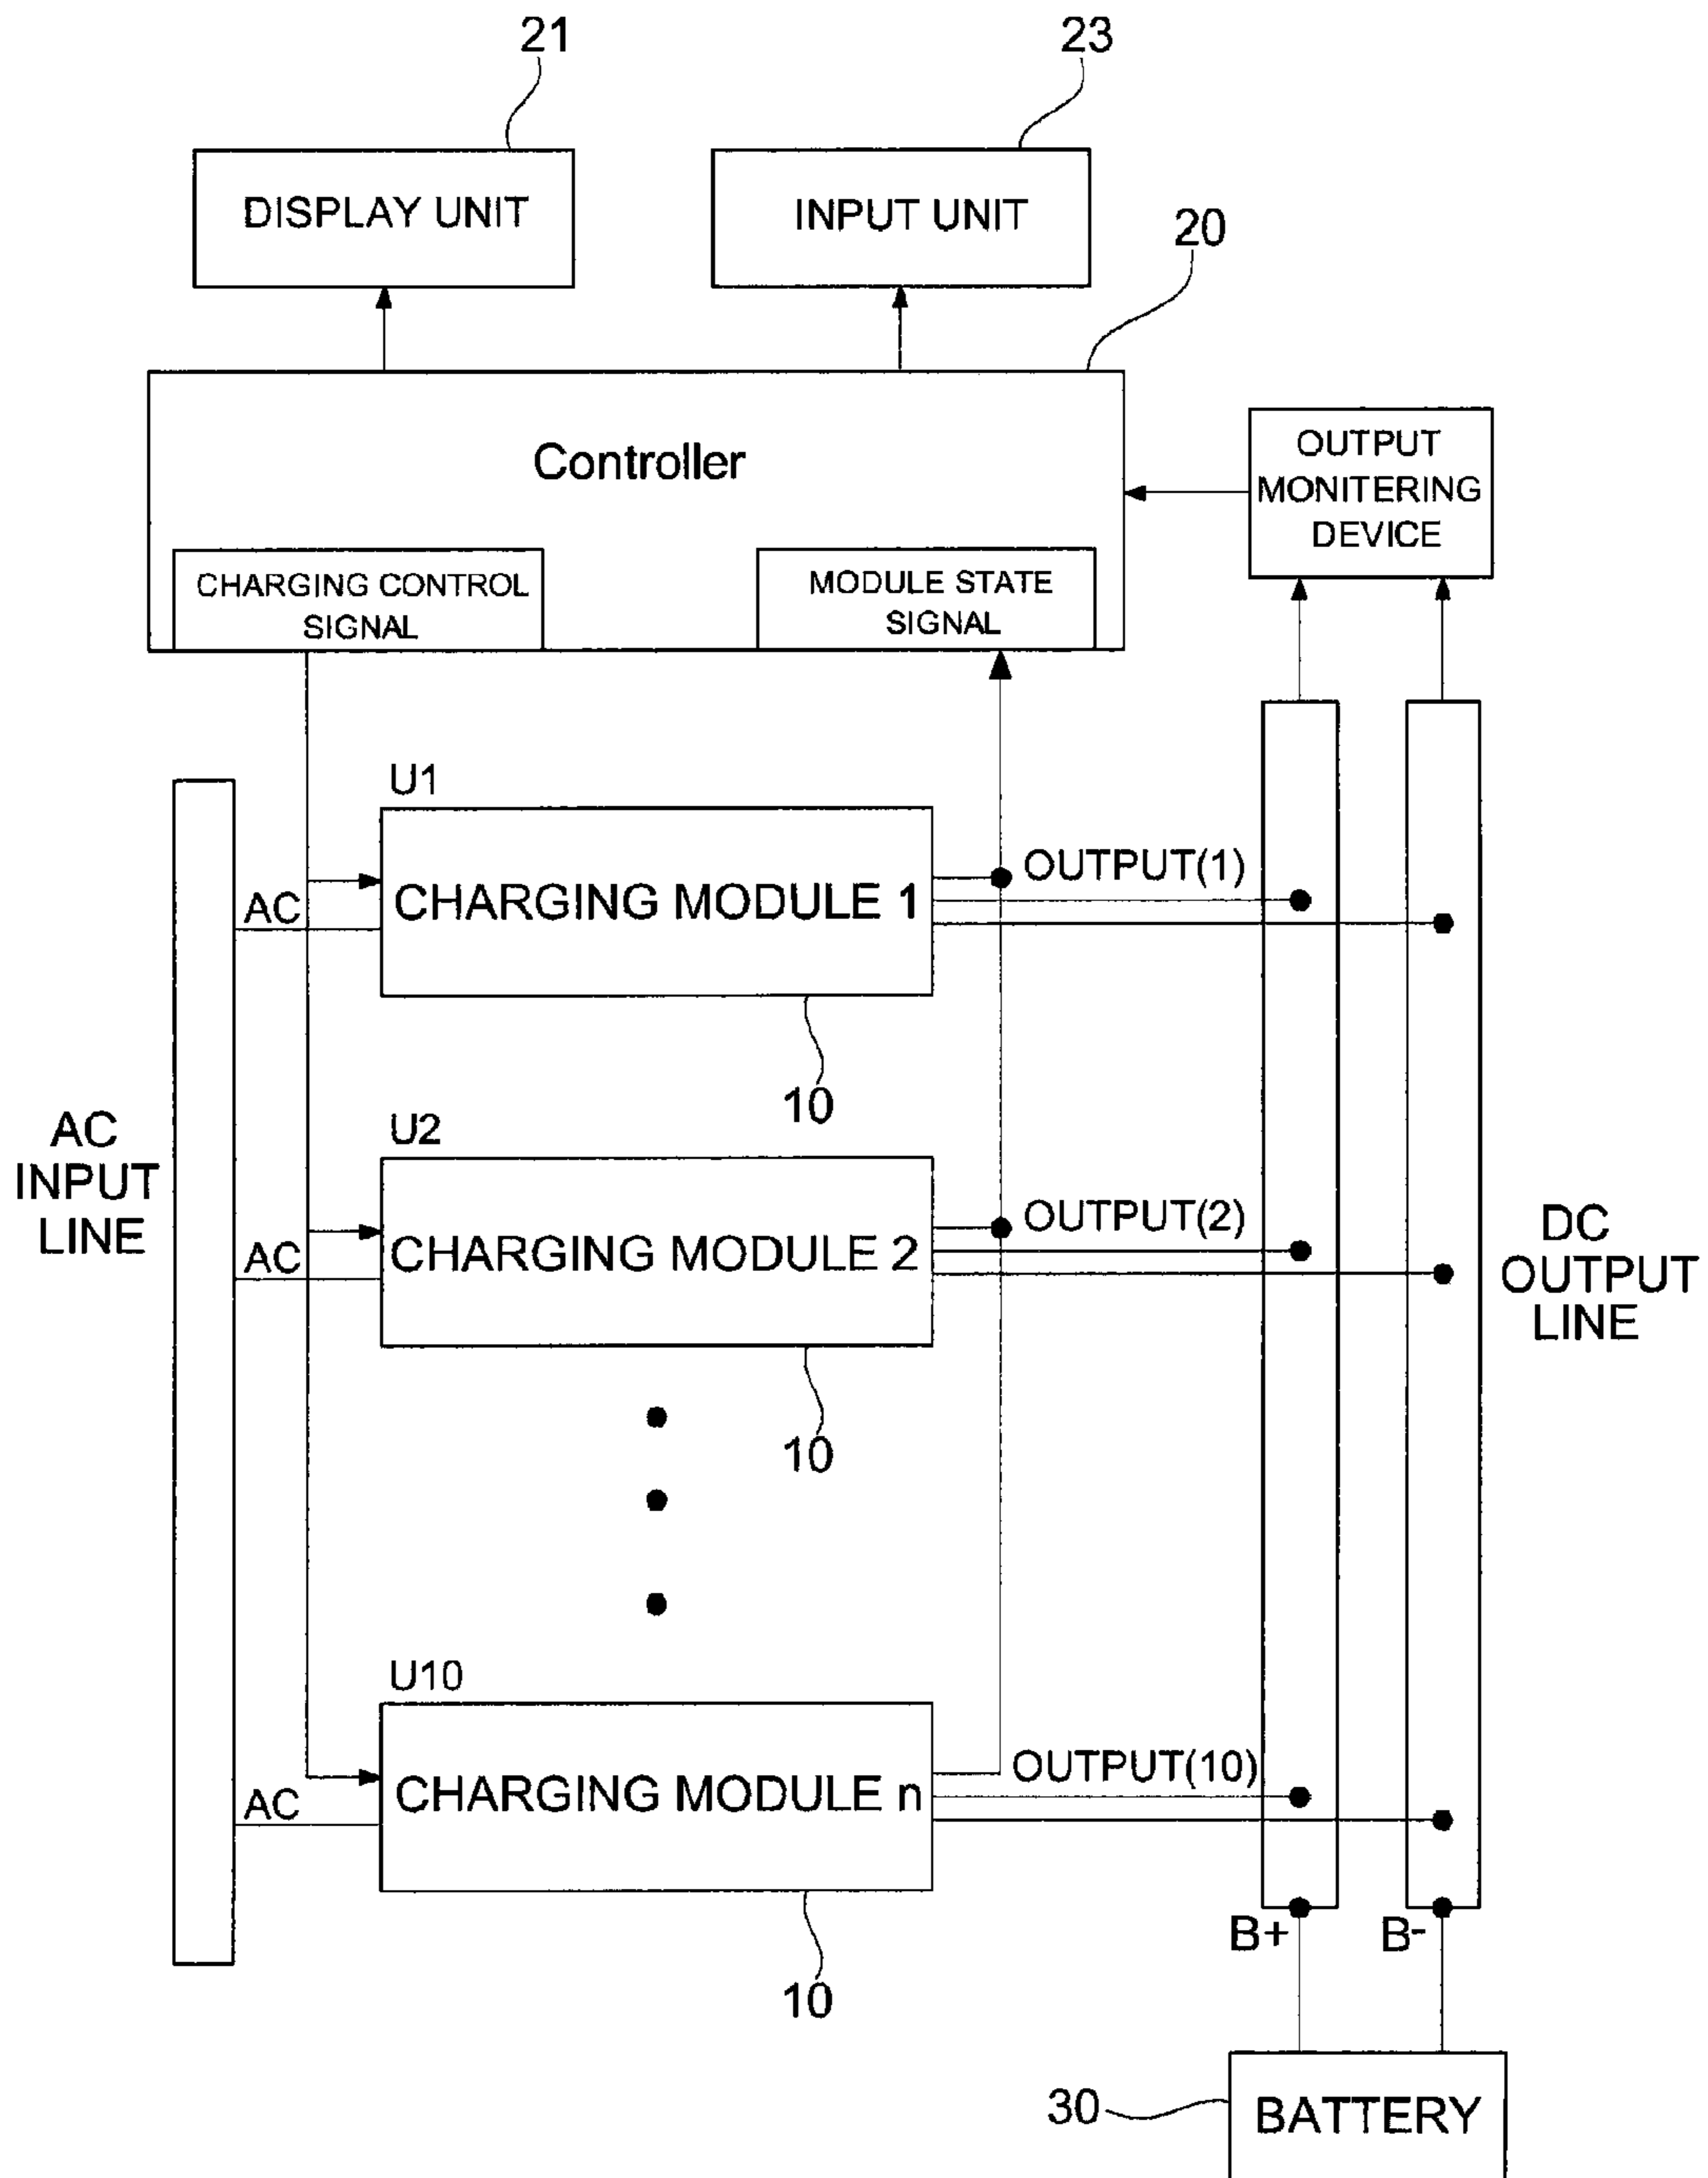 21
23
DISPLAY UNIT
INPUT UNIT
20
Controller
OUTPUT
MONITERING
DEVICE
CHARGING CONTROL
SIGNAL
MODULE STATE
SIGNAL
U1
AC
CHARGING MODULE 1
OUTPUT(1)
10
AC
INPUT
LINE
U2
AC
CHARGING MODULE 2
OUTPUT(2)
DC
OUTPUT
LINE
10
U10
AC
CHARGING MODULE n
OUTPUT(10)
B+
B-
10
30
BATTERY